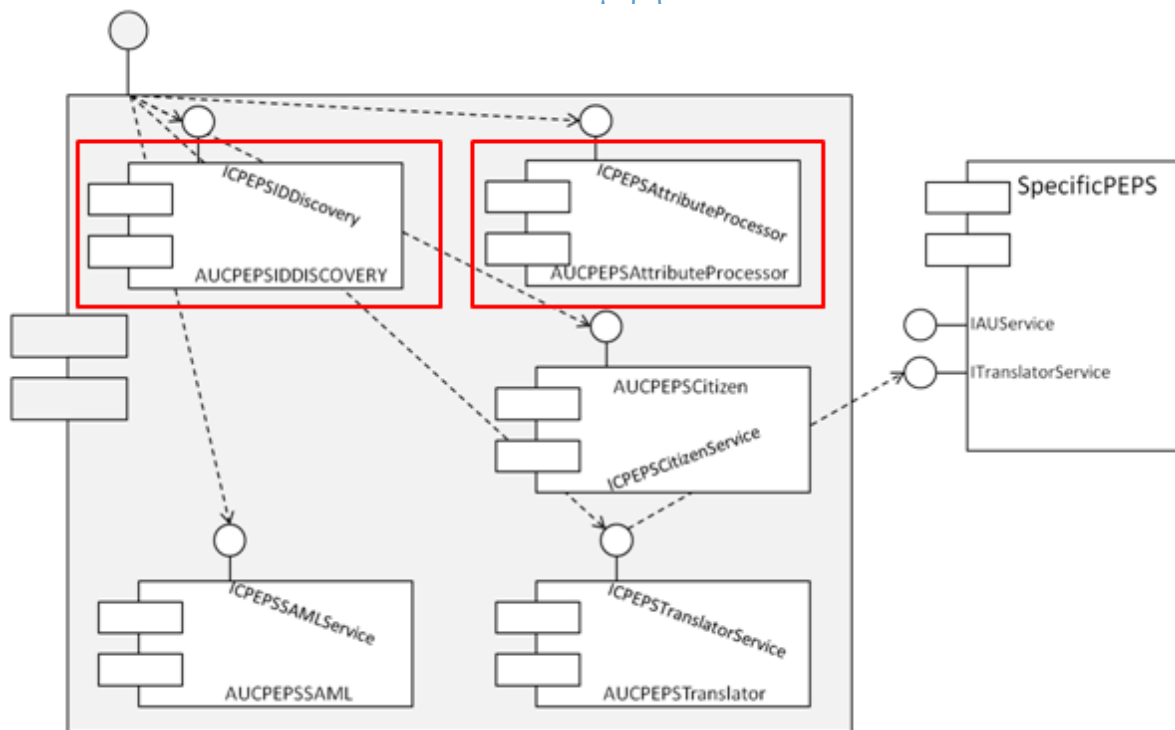 ICPEPSIDDiscovery
AUCPEPSIDDISCOVERY
ICPEPSAttributeProcessor
AUCPEPSAttributeProcessor
SpecificPEPS
IAUService
ITranslatorService
AUCPEPSCitizen
ICPEPSCitizenService
ICPEPSSAMLService
AUCPEPSSAML
ICPEPSTranslatorService
AUCPEPSTranslator